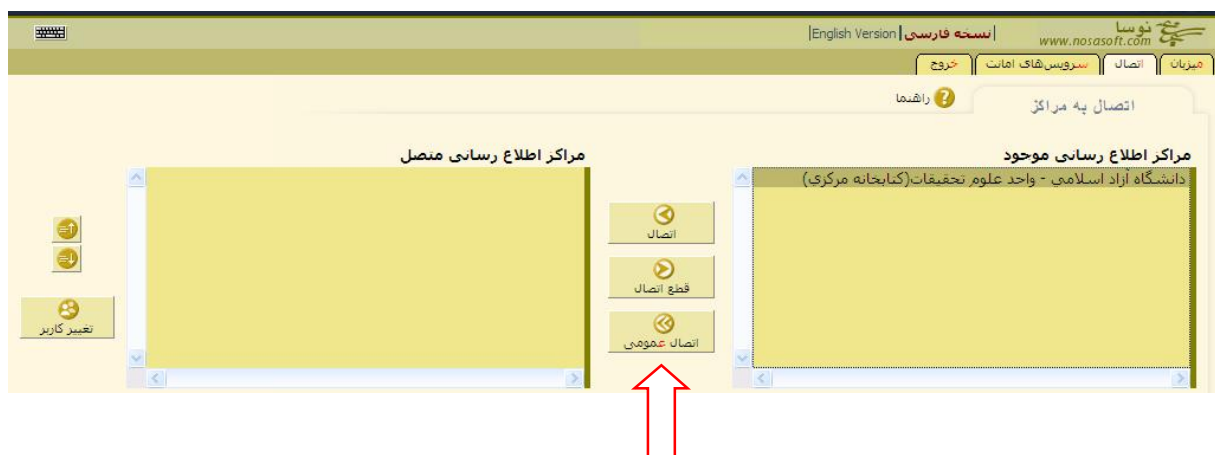 نوسا
www.nosasoft.com
نسخه فارسی | English Version|
میزبان اتصال سرویس‌های امانت خروج
اتصال به مراکز
راهنما
مراکز اطلاع رسانی موجود
مراکز اطلاع رسانی متصل
دانشگاه آزاد اسلامی - واحد علوم تحقیقات(کتابخانه مرکزی)
اتصال
قطع اتصال
اتصال عمومی
تغییر کاربر